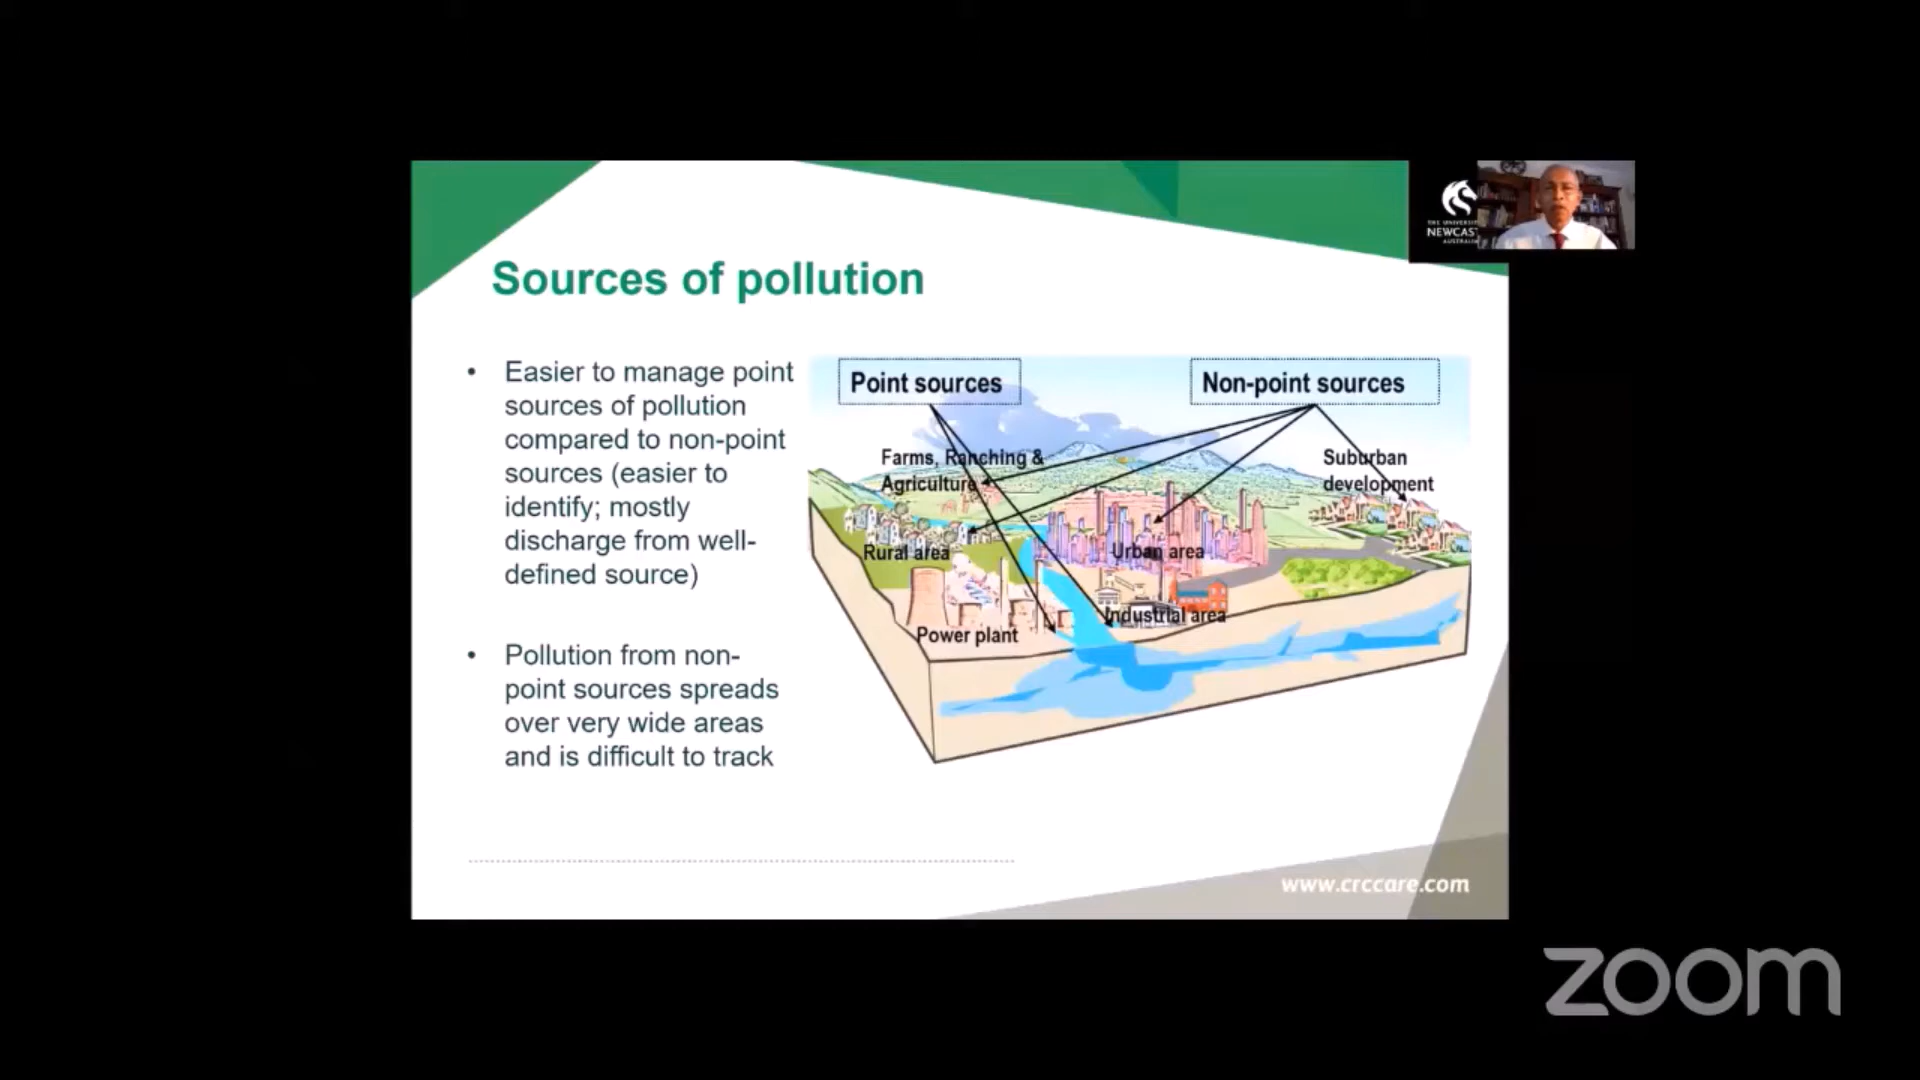 THE UNIVERSI
NEWCAST
AUSTRALIA
Sources of pollution
• Easier to manage point
sources of pollution
compared to non-point
sources (easier to
identify; mostly
discharge from well-
defined source)
• Pollution from non-
point sources spreads
over very wide areas
and is difficult to track
Point sources
Non-point sources
Farms, Ranching &
Agriculture
Suburban
development
Rural area
Urban area
Industrial area
Power plant
www.crccare.com
zoom